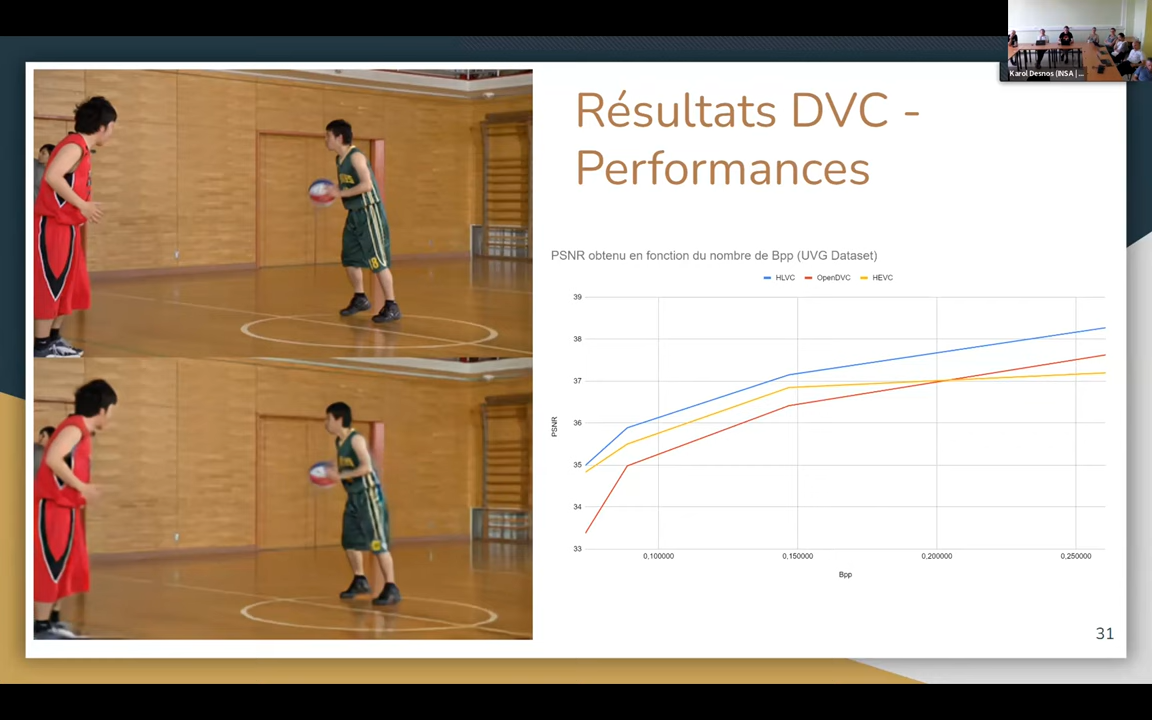 Karol Desnos (INSA | ...
Résultats DVC -
Performances
PSNR obtenu en fonction du nombre de Bpp (UVG Dataset)
HLVC OpenDVC HEVC
39
38
37
36
35
34
33
PSNR
0,100000 0,150000 0,200000 0,250000
Bpp
31